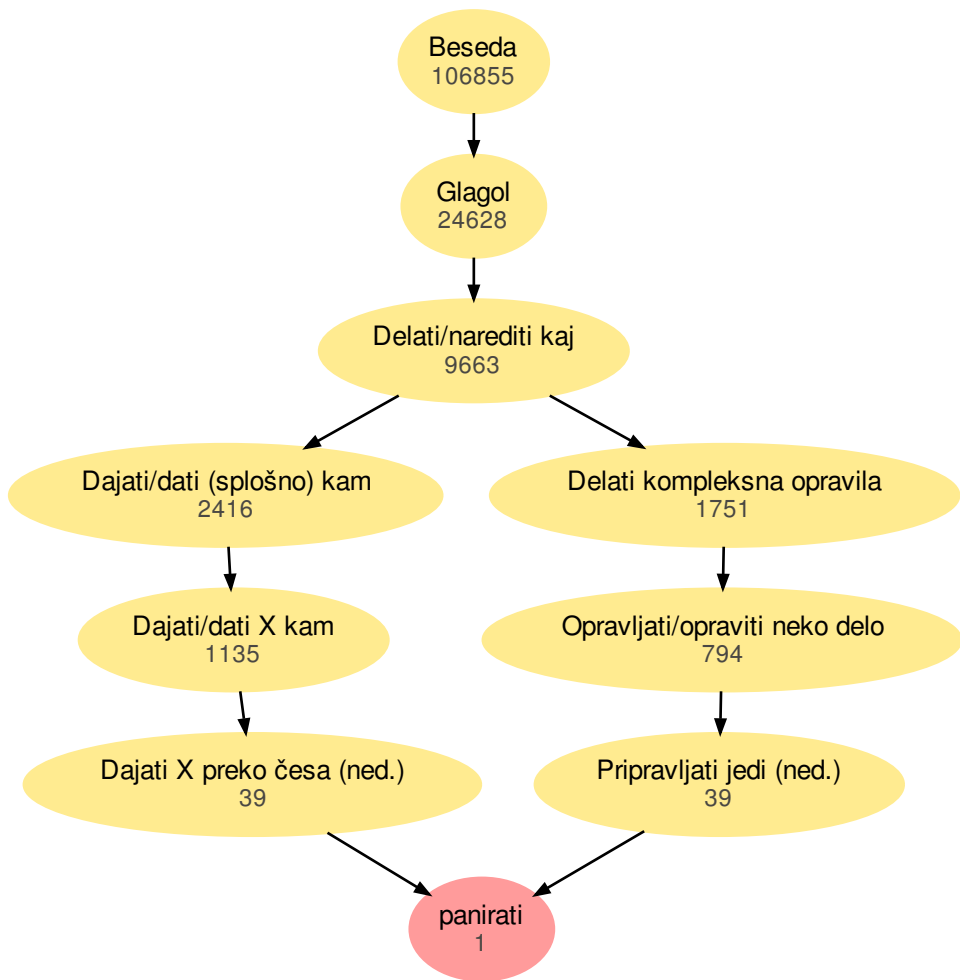 Beseda
106855
Glagol
24628
Delati/narediti kaj
9663
Dajati/dati (splošno) kam
2416
Delati kompleksna opravila
1751
Dajati/dati X kam
1135
Opravljati/opraviti neko delo
794
Dajati X preko česa (ned.)
39
Pripravljati jedi (ned.)
39
panirati
1